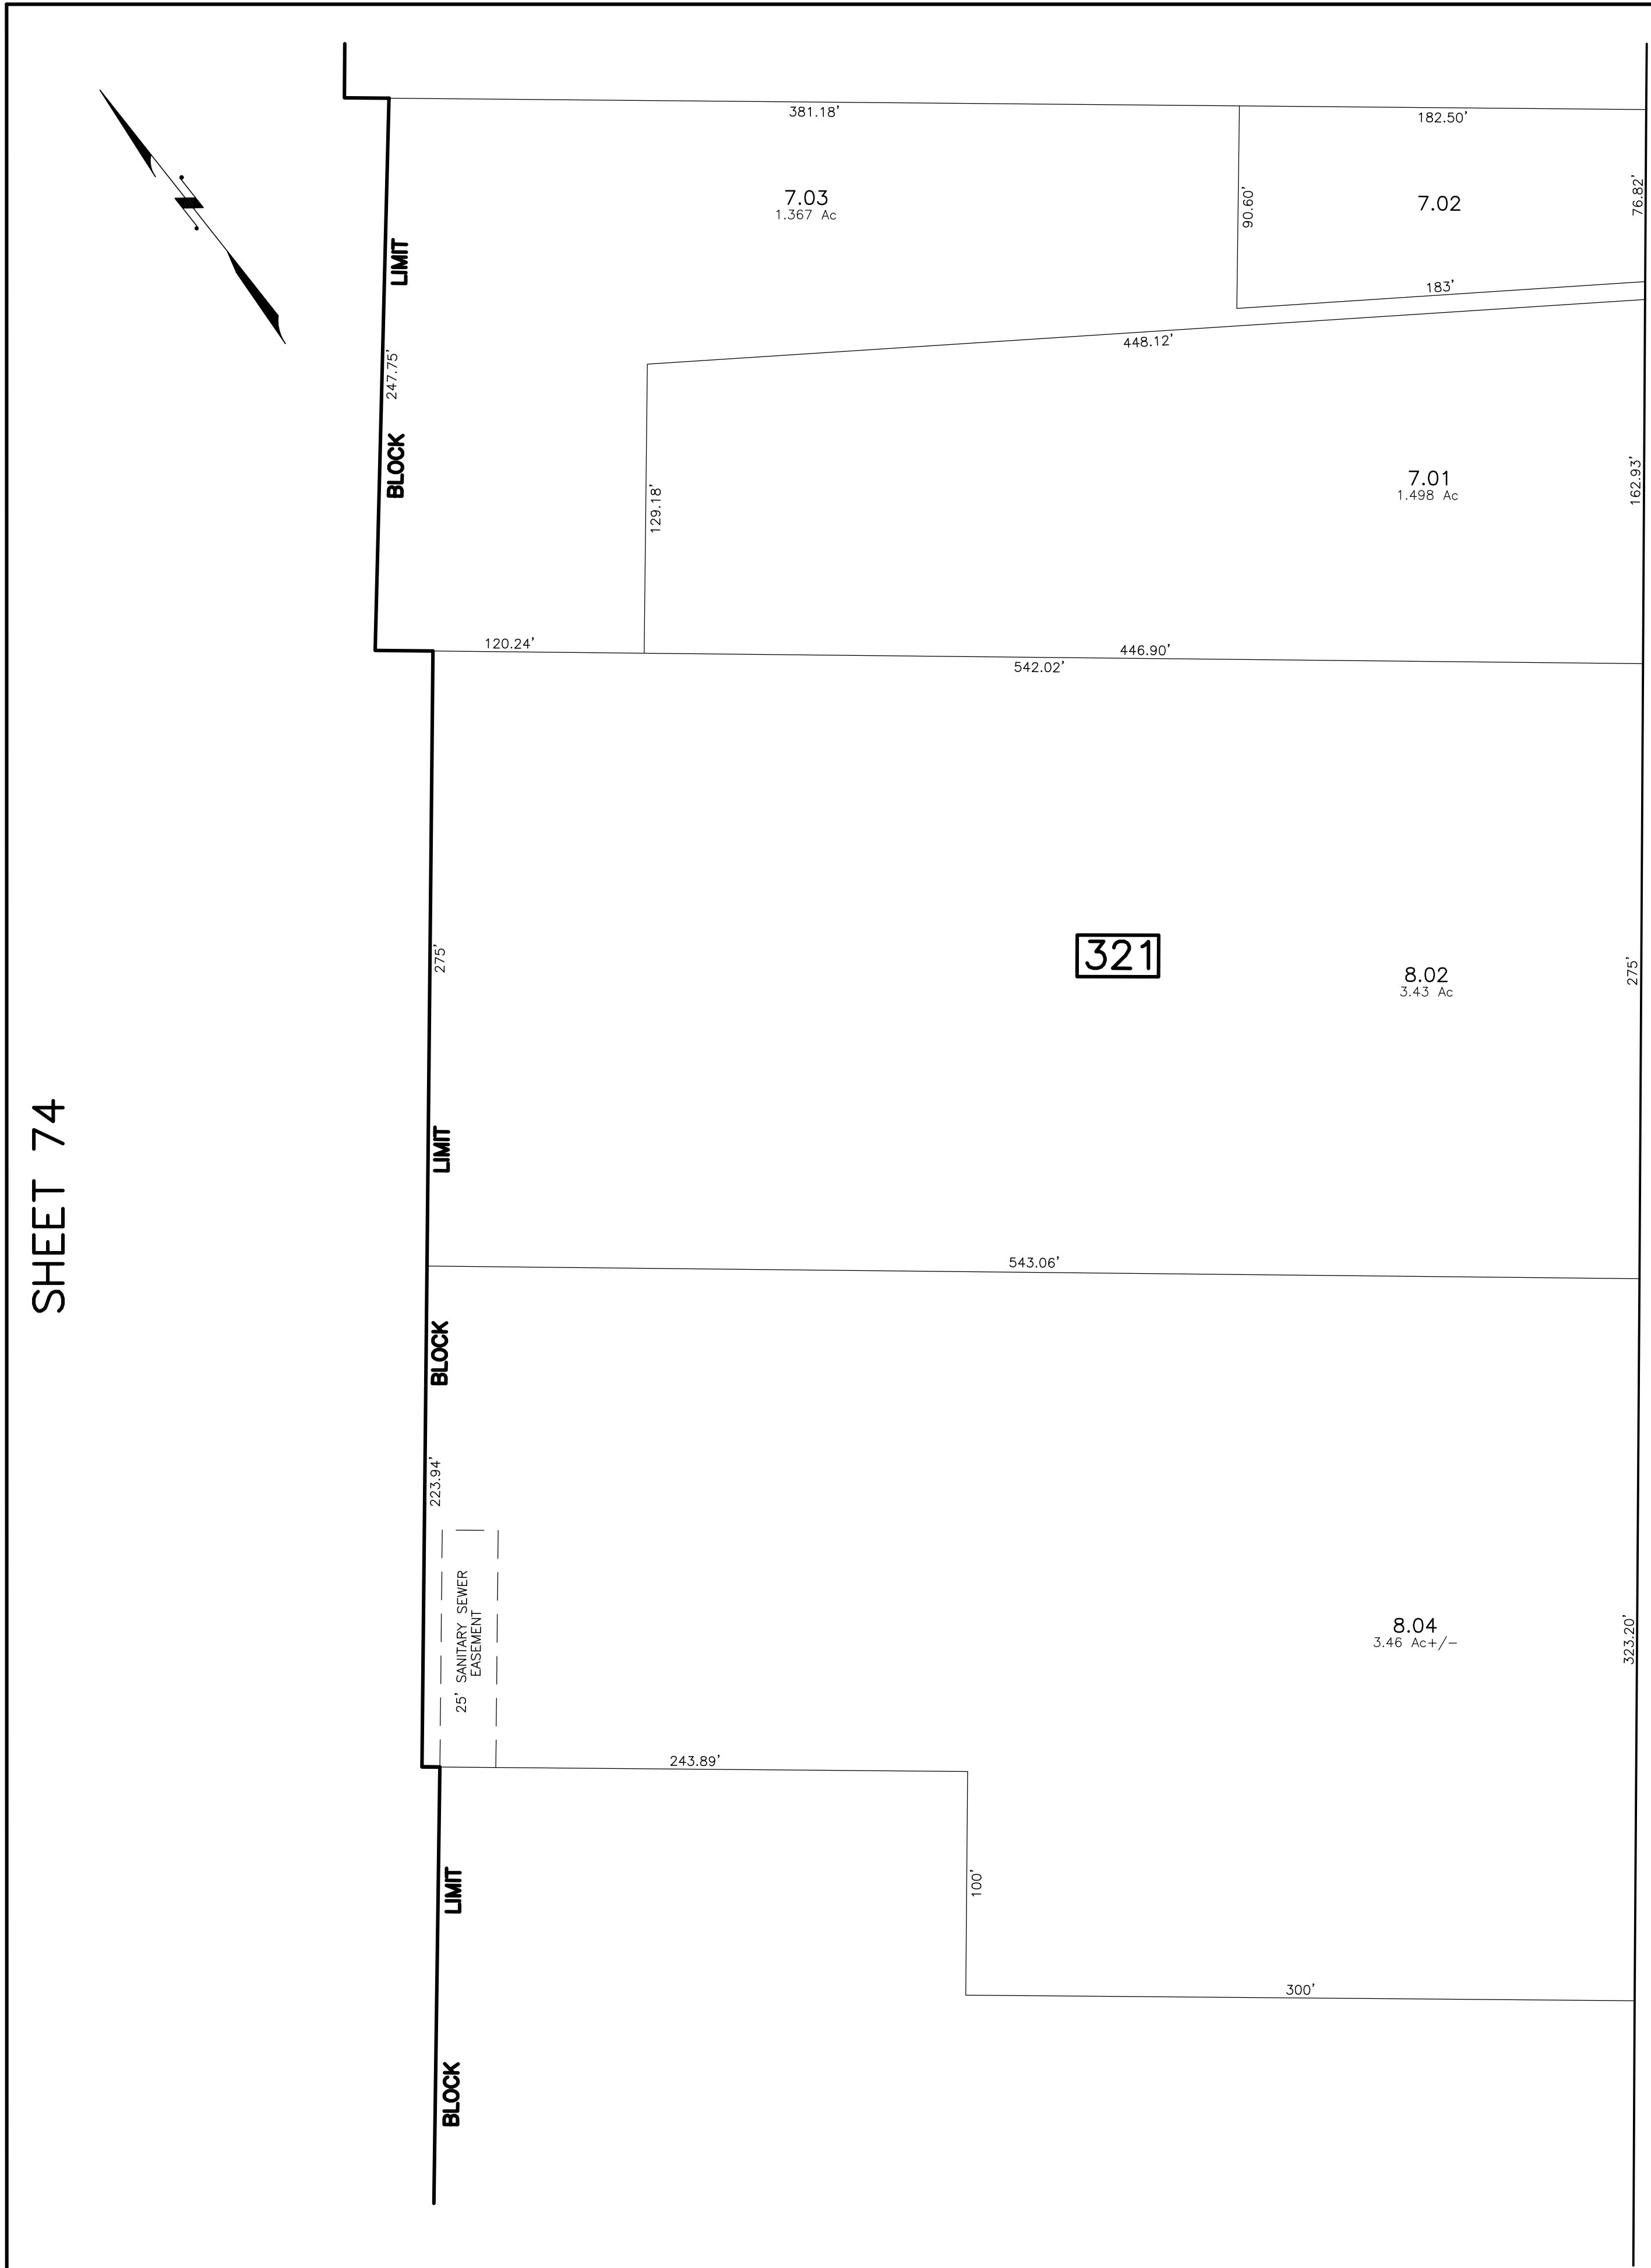 381.18'
182.50'
7.03
1.367 Ac
90.60'
7.02
76.82'
LIMIT
183'
448.12'
247.75'
BLOCK
129.18'
7.01
1.498 Ac
162.93'
120.24'
446.90'
542.02'
275'
321
8.02
3.43 Ac
275'
LIMIT
SHEET 74
543.06'
BLOCK
223.94'
25' SANITARY SEWER
EASEMENT
8.04
3.46 Ac+/-
323.20'
243.89'
LIMIT
100'
300'
BLOCK